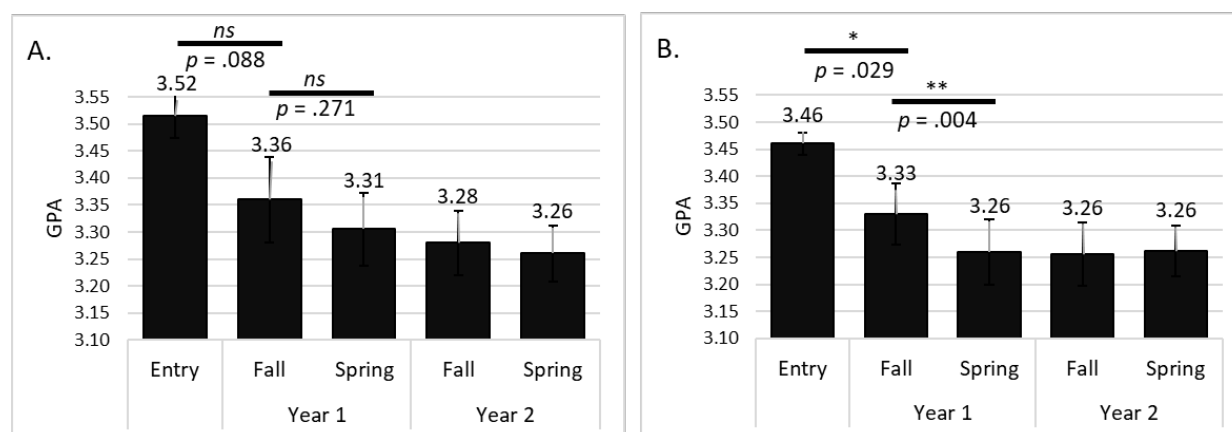 A.
ns
p = .088
ns
p = .271
GPA
3.55
3.50
3.45
3.40
3.35
3.30
3.25
3.20
3.15
3.10
3.52
3.36
3.31
3.28
3.26
Entry Fall Spring Fall Spring
Year 1 Year 2
B.
*
p = .029
**
p = .004
GPA
3.55
3.50
3.45
3.40
3.35
3.30
3.25
3.20
3.15
3.10
3.46
3.33
3.26
3.26
3.26
Entry Fall Spring Fall Spring
Year 1 Year 2